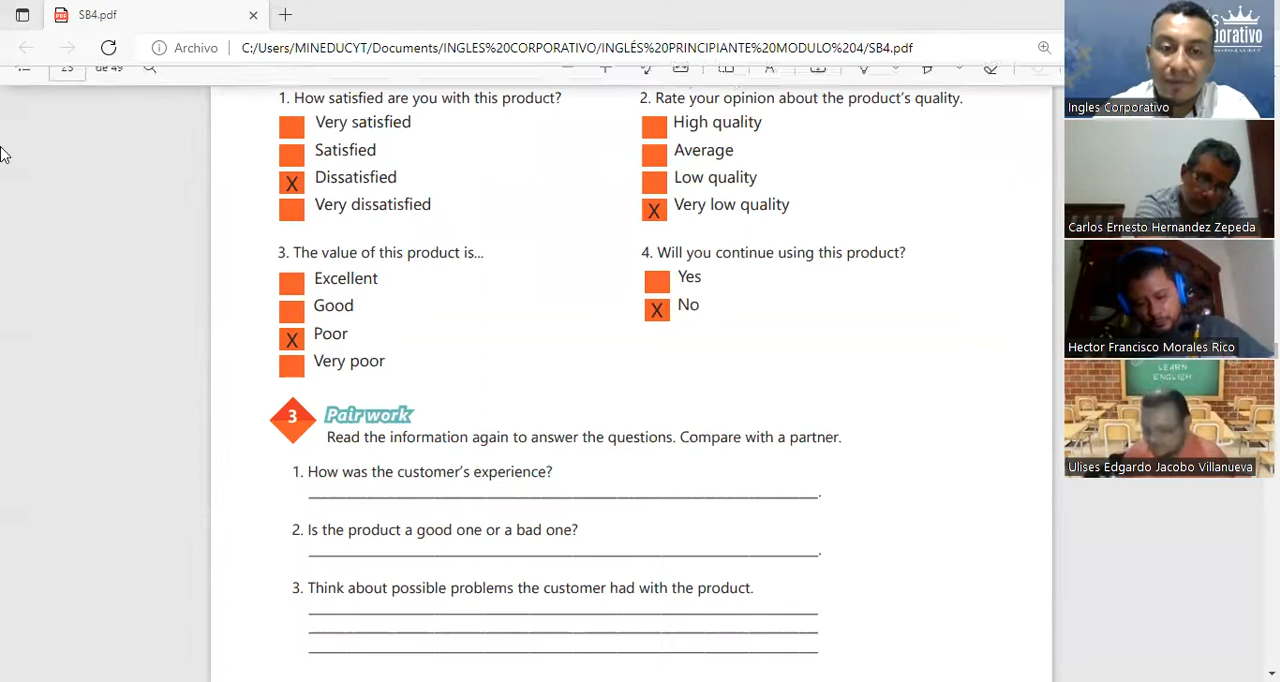 SB4.pdf
Archivo
C:/Users/MINEDUCYT/Documents/INGLES%20CORPORATIVO/INGLÉS%20PRINCIPIANTE%20MODULO%204/SB4.pdf
1. How satisfied are you with this product?
Very satisfied
Satisfied
X Dissatisfied
Very dissatisfied
2. Rate your opinion about the product's quality.
High quality
Average
Low quality
X Very low quality
3. The value of this product is...
Excellent
Good
X Poor
Very poor
4. Will you continue using this product?
Yes
X No
3 Pair work
Read the information again to answer the questions. Compare with a partner.
1. How was the customer's experience?
2. Is the product a good one or a bad one?
3. Think about possible problems the customer had with the product.
Ingles Corporativo
Carlos Ernesto Hernandez Zepeda
Hector Francisco Morales Rico
LEARN
ENGLISH
Ulises Edgardo Jacobo Villanueva